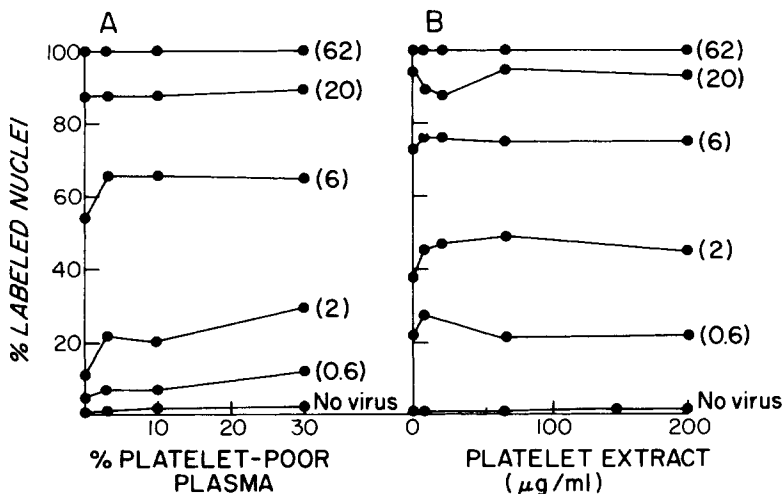 A
B
% LABELED NUCLEI
100
80
60
40
20
(62)
(20)
(6)
(2)
(0.6)
No virus
10
20
30
% PLATELET-POOR
PLASMA
(62)
(20)
(6)
(2)
(0.6)
No virus
0
100
200
PLATELET EXTRACT
(μg/ml)